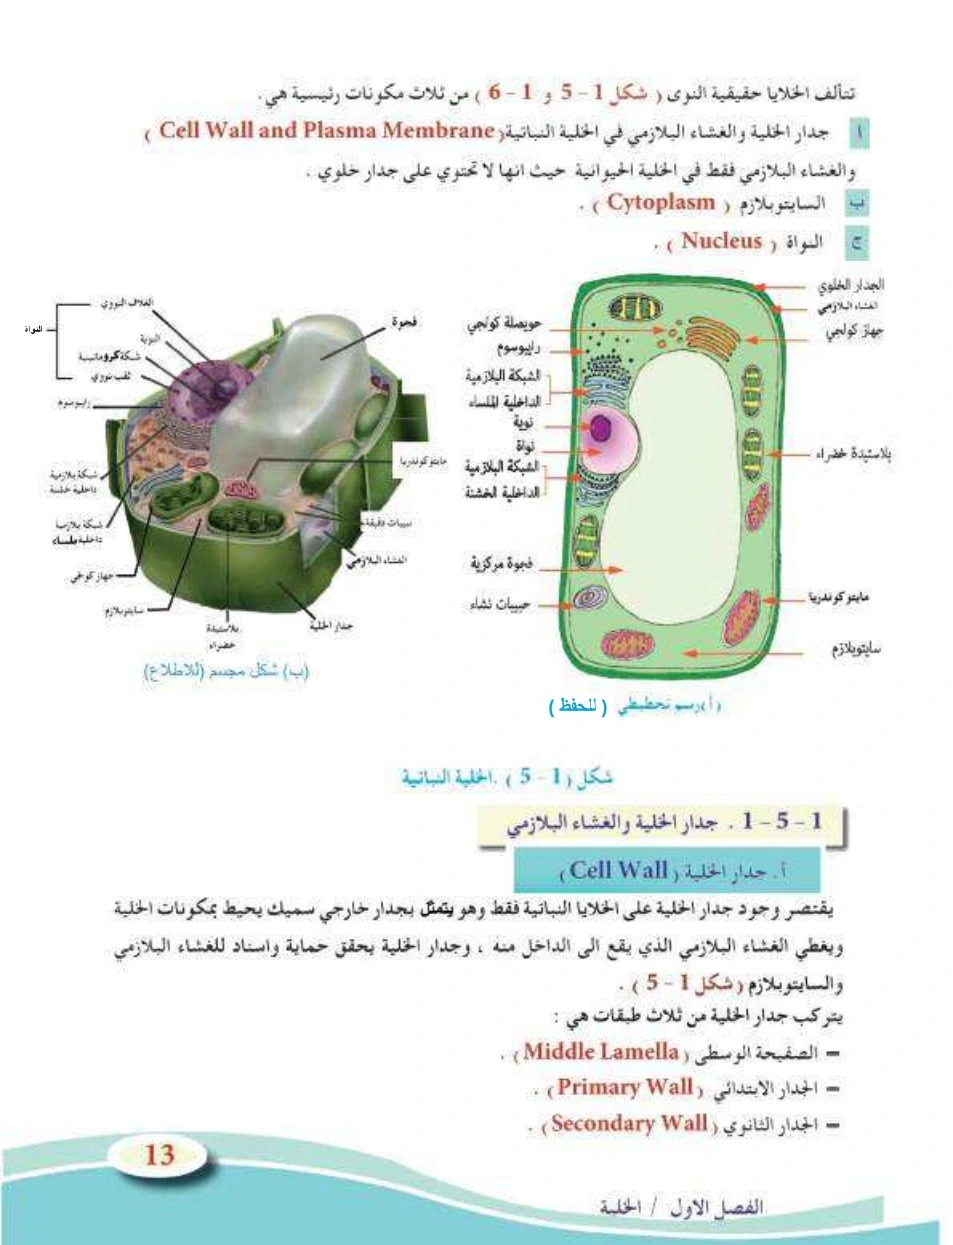 تتألف الخلايا حقيقية النوى ( شكل 1 - 5 و 1 - 6 ) من ثلاث مكونات رئيسية هي .
ا جدار الخلية والغشاء البلازمي في الخلية النباتية ( Cell Wall and Plasma Membrane )
والغشاء البلازمي فقط في الخلية الحيوانية حيث انها لا تحتوي على جدار خلوي .
ب السايتوبلازم ( Cytoplasm ) .
ج النواة ( Nucleus ) .
الجدار الخلوي
الغشاء البلازمي
جهاز كولجي
بلاستيدة خضراء
مايتوكوندريا
سايتوبلازم
حويصلة كولجي
رايبوسوم
الشبكة البلازمية
الداخلية الملساء
نوية
نواة
الشبكة البلازمية
الداخلية الخشنة
فجوة مركزية
حبيبات نشاء
(أ) رسم تخطيطي ( للحفظ )
الغلاف النووي
النواة
النوية
شبكة كروماتينية
ثقب نووي
رايبوسوم
شبكة بلازمية
داخلية خشنة
شبكة بلازمية
داخلية ملساء
جهاز كولجي
سايتوبلازم
بلاستيدة
خضراء
جدار الخلية
الغشاء البلازمي
نبيبات دقيقة
مايتوكوندريا
فجوة
(ب) شكل مجسم (للاطلاع)
شكل ( 1 - 5 ) .الخلية النباتية
1 - 5 - 1 . جدار الخلية والغشاء البلازمي
أ. جدار الخلية ( Cell Wall )
يقتصر وجود جدار الخلية على الخلايا النباتية فقط وهو يتمثل بجدار خارجي سميك يحيط بمكونات الخلية
ويغطي الغشاء البلازمي الذي يقع الى الداخل منه ، وجدار الخلية يحقق حماية واسناد للغشاء البلازمي
والسايتوبلازم ( شكل 1 - 5 ) .
يتركب جدار الخلية من ثلاث طبقات هي :
– الصفيحة الوسطى ( Middle Lamella ) .
– الجدار الابتدائي ( Primary Wall ) .
– الجدار الثانوي ( Secondary Wall ) .
13
الفصل الاول / الخلية